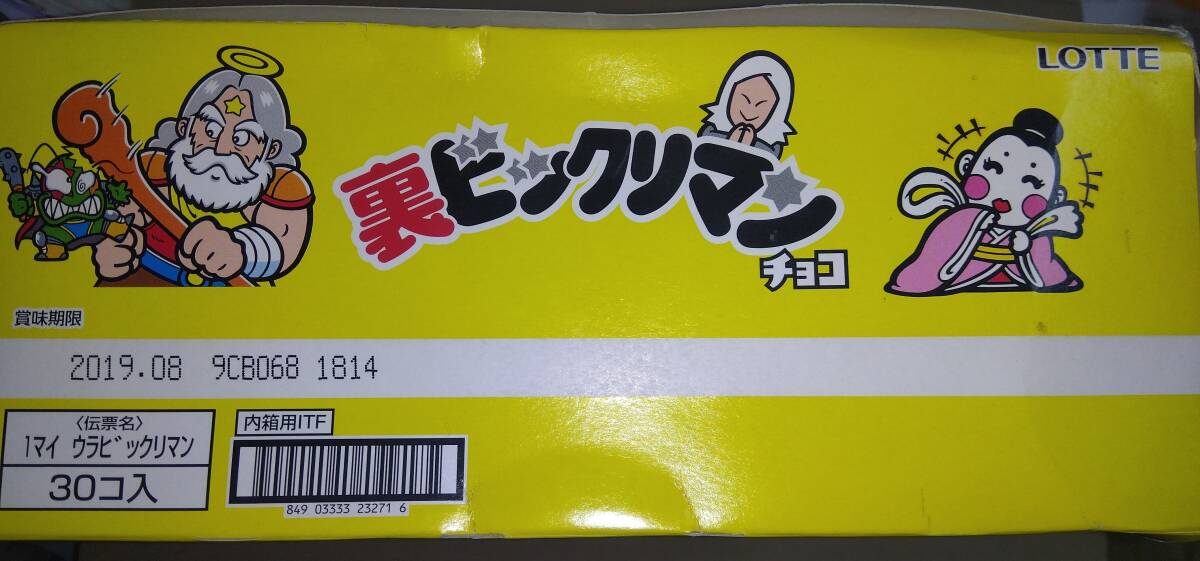 LOTTE
裏ビックリマン
チョコ
賞味期限
2019.08 9CB068 1814
〈伝票名〉
1マイ ウラビックリマン
30コ入
内箱用ITF
849 03333 23271 6